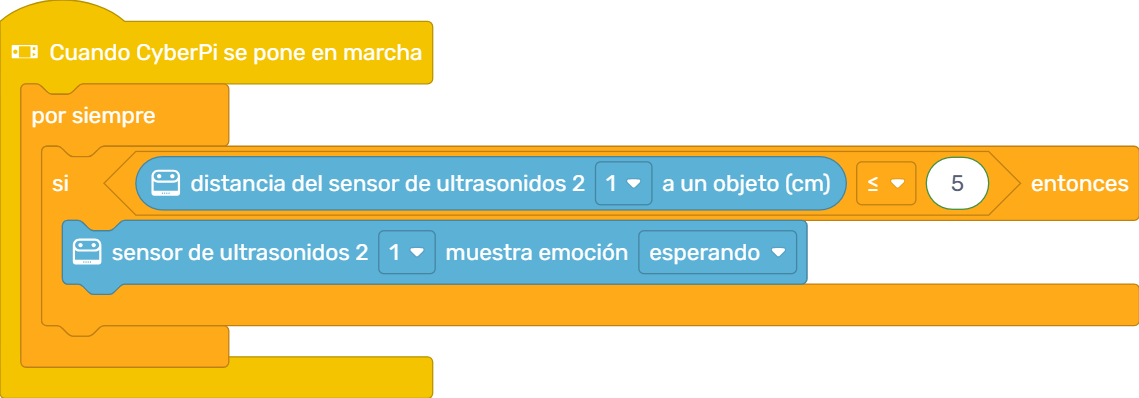 Cuando CyberPi se pone en marcha
por siempre
si distancia del sensor de ultrasonidos 2 1 a un objeto (cm) ≤ 5 entonces
sensor de ultrasonidos 2 1 muestra emoción esperando